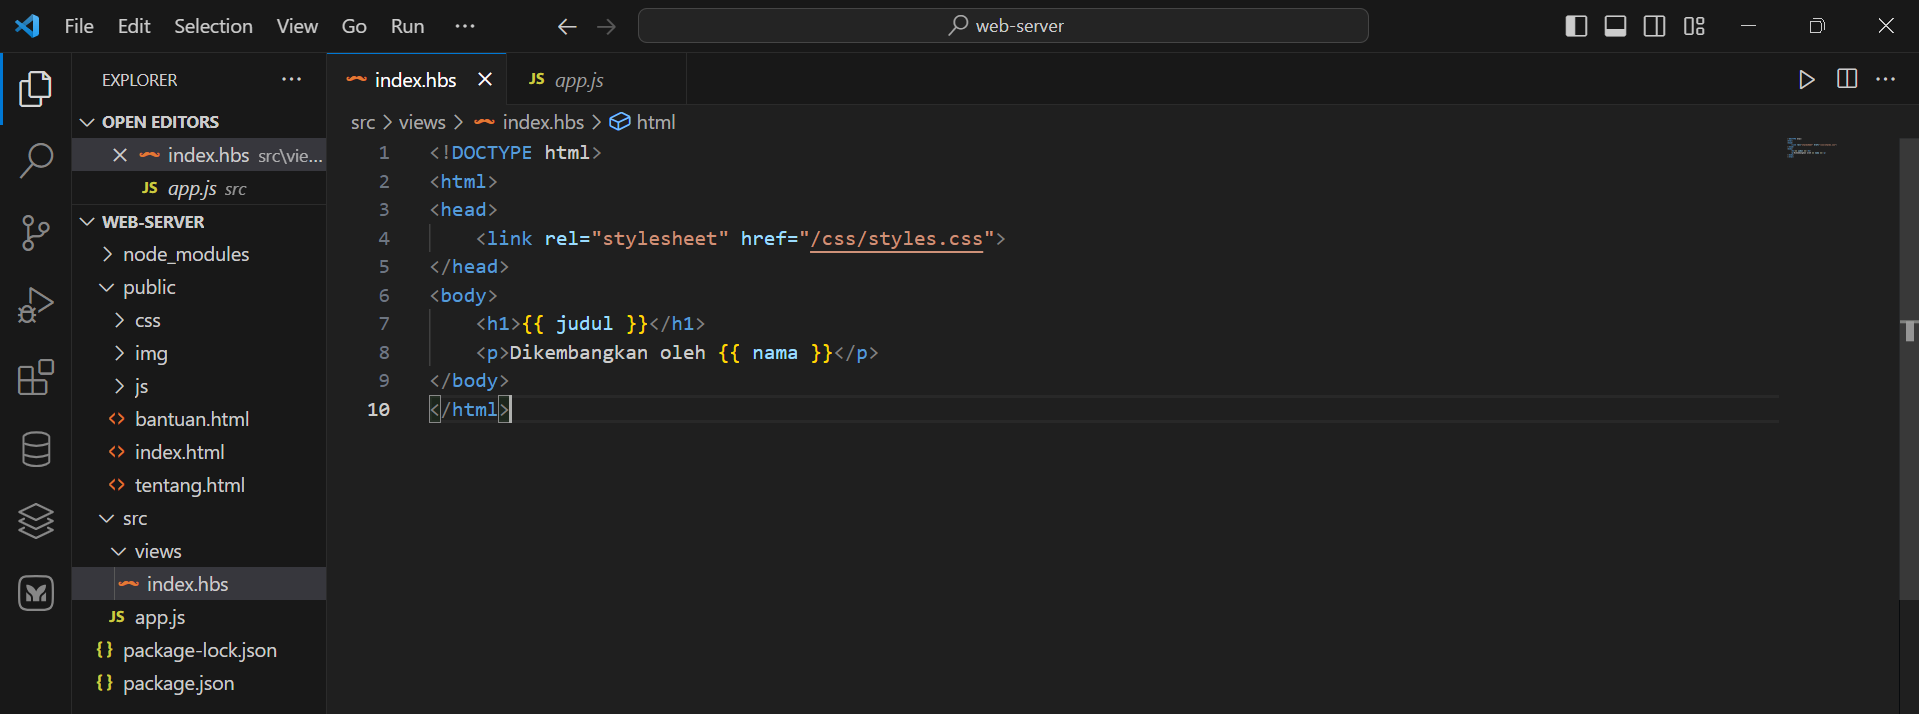 File Edit Selection View Go Run ··· web-server
EXPLORER ···
OPEN EDITORS
index.hbs src\vie...
JS app.js src
WEB-SERVER
node_modules
public
css
img
js
bantuan.html
index.html
tentang.html
src
views
index.hbs
JS app.js
{} package-lock.json
{} package.json
index.hbs JS app.js
src > views > index.hbs > html
1 <!DOCTYPE html>
2 <html>
3 <head>
4 <link rel="stylesheet" href="/css/styles.css">
5 </head>
6 <body>
7 <h1>{{ judul }}</h1>
8 <p>Dikembangkan oleh {{ nama }}</p>
9 </body>
10 </html>